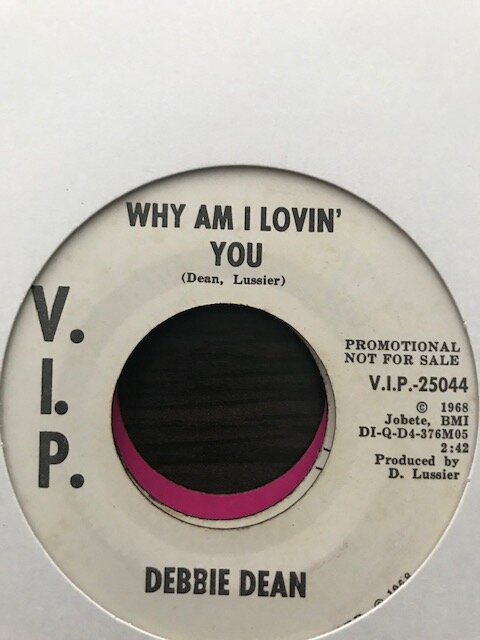 WHY AM I LOVIN'
YOU
(Dean, Lussier)
V.
I.
P.
PROMOTIONAL
NOT FOR SALE
V.I.P.-25044
© 1968
Jobete, BMI
DI-Q-D4-376M05
2:42
Produced by
D. Lussier
DEBBIE DEAN
© 1968